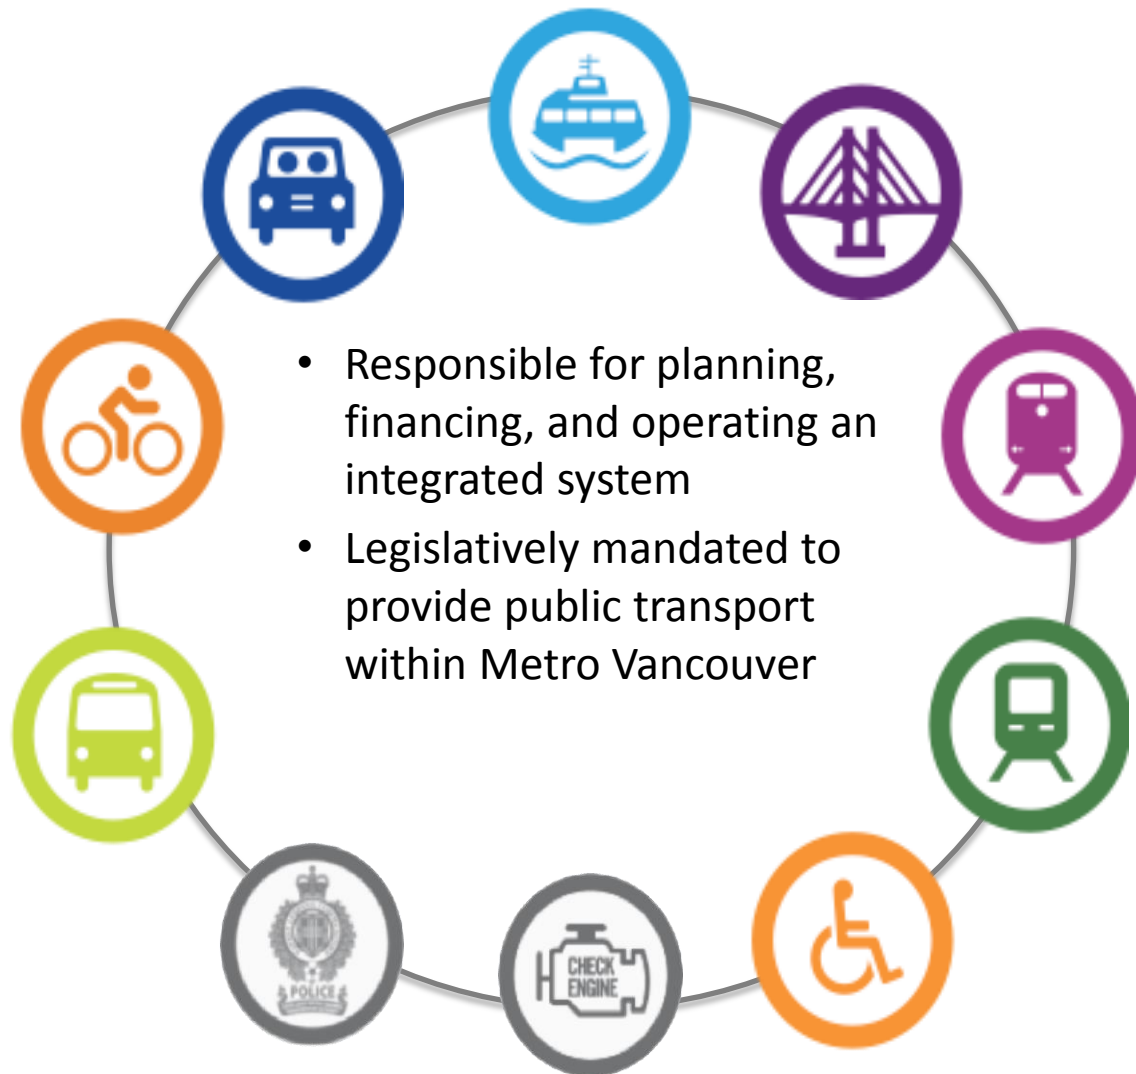 • Responsible for planning,
financing, and operating an
integrated system
• Legislatively mandated to
provide public transport
within Metro Vancouver
POLICE
CHECK
ENGINE